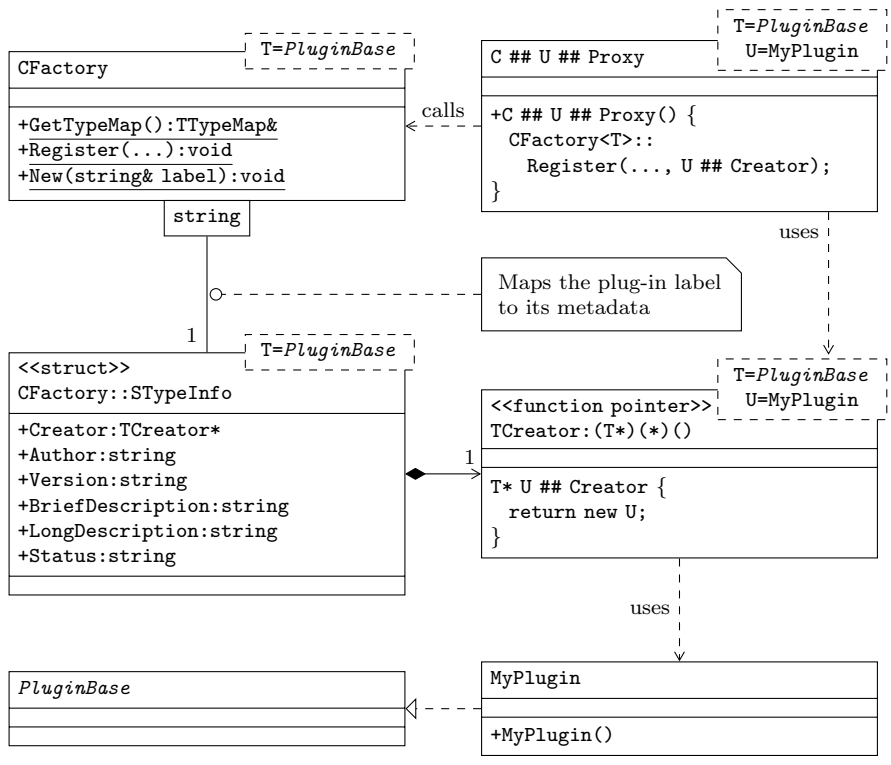 T=PluginBase
CFactory
+GetTypeMap():TTypeMap&
+Register(...):void
+New(string& label):void
string
calls
T=PluginBase
U=MyPlugin
C ## U ## Proxy
+C ## U ## Proxy() {
CFactory<T>::
Register(..., U ## Creator);
}
uses
Maps the plug-in label
to its metadata
1
T=PluginBase
<<struct>>
CFactory::STypeInfo
+Creator:TCreator*
+Author:string
+Version:string
+BriefDescription:string
+LongDescription:string
+Status:string
1
T=PluginBase
U=MyPlugin
<<function pointer>>
TCreator:(T*)(*)()
T* U ## Creator {
return new U;
}
uses
PluginBase
MyPlugin
+MyPlugin()